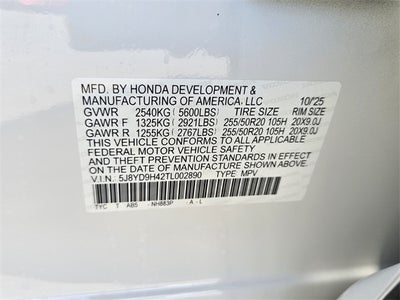 MFD. BY HONDA DEVELOPMENT &
MANUFACTURING OF AMERICA, LLC 10/25
GVWR 2540KG (5600LBS) TIRE SIZE RIM SIZE
GAWR F 1325KG (2921LBS) 255/50R20 105H 20X9.0J
GAWR R 1255KG (2767LBS) 255/50R20 105H 20X9.0J
THIS VEHICLE CONFORMS TO ALL APPLICABLE
FEDERAL MOTOR VEHICLE SAFETY
AND THEFT PREVENTION STANDARDS IN EFFECT
ON THE DATE OF MANUFACTURE SHOWN ABOVE.
V.I.N.: 5J8YD9H42TL002890 TYPE: MPV
TYC T ABS NH883P A - L